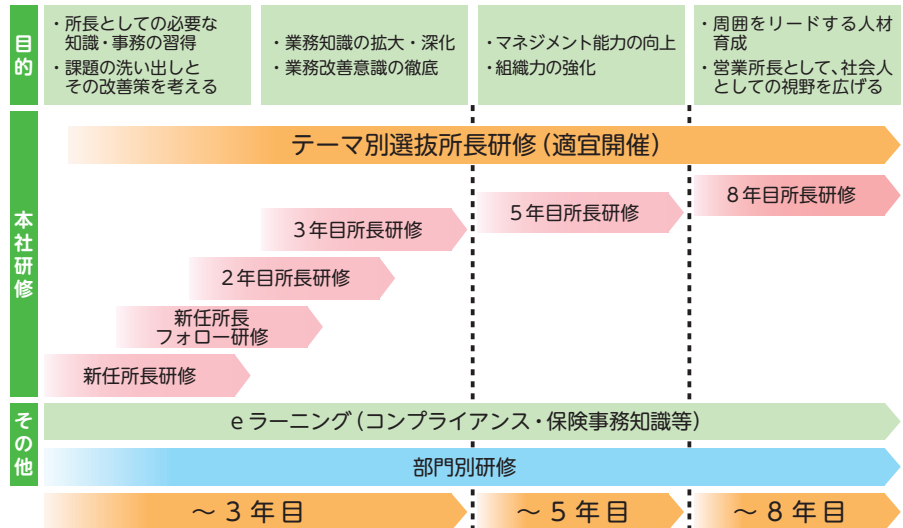 目的
・所長としての必要な
知識・事務の習得
・課題の洗い出しと
その改善策を考える
・業務知識の拡大・深化
・業務改善意識の徹底
・マネジメント能力の向上
・組織力の強化
・周囲をリードする人材
育成
・営業所長として、社会人
としての視野を広げる
本社研修
テーマ別選抜所長研修（適宜開催）
8年目所長研修
5年目所長研修
3年目所長研修
2年目所長研修
新任所長
フォロー研修
新任所長研修
その他
eラーニング（コンプライアンス・保険事務知識等）
部門別研修
～3年目
～5年目
～8年目